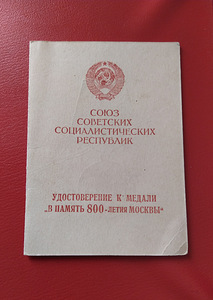 СОЮЗ
СОВЕТСКИХ
СОЦИАЛИСТИЧЕСКИХ
РЕСПУБЛИК
УДОСТОВЕРЕНИЕ К МЕДАЛИ
„В ПАМЯТЬ 800-ЛЕТИЯ МОСКВЫ“